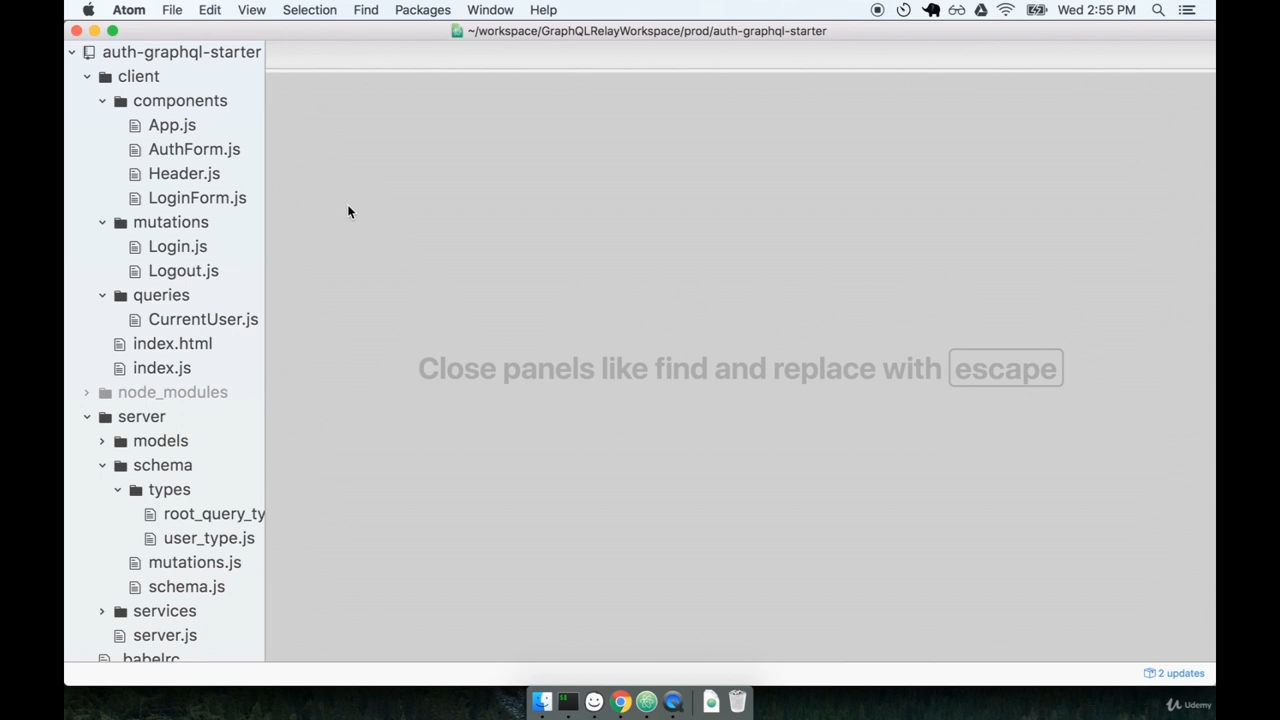 Atom File Edit View Selection Find Packages Window Help Wed 2:55 PM
~/workspace/GraphQLRelayWorkspace/prod/auth-graphql-starter
auth-graphql-starter
client
components
App.js
AuthForm.js
Header.js
LoginForm.js
mutations
Login.js
Logout.js
queries
CurrentUser.js
index.html
index.js
node_modules
server
models
schema
types
root_query_ty
user_type.js
mutations.js
schema.js
services
server.js
.babelrc
Close panels like find and replace with escape
2 updates
Udemy